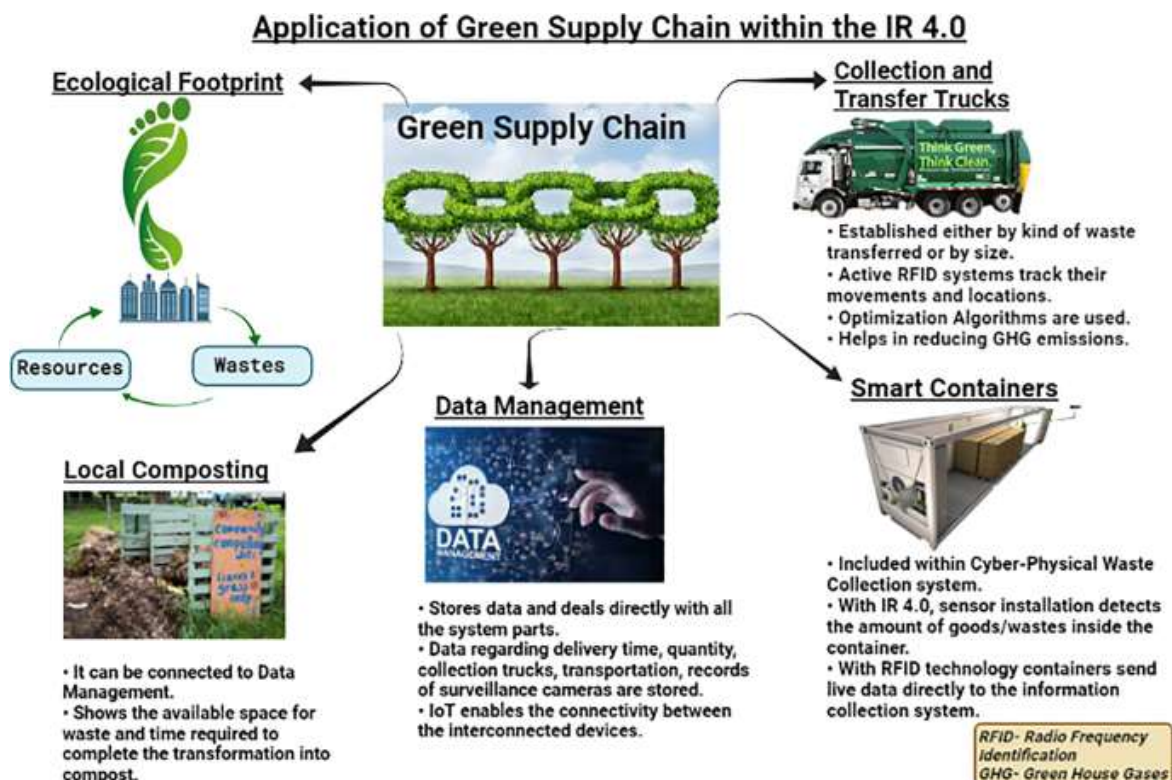 Application of Green Supply Chain within the IR 4.0
Ecological Footprint
Resources
Wastes
Green Supply Chain
Collection and
Transfer Trucks
Think Green,
Think Clean.
• Established either by kind of waste
transferred or by size.
• Active RFID systems track their
movements and locations.
• Optimization Algorithms are used.
• Helps in reducing GHG emissions.
Local Composting
Community
composting
grass
only
• It can be connected to Data
Management.
• Shows the available space for
waste and time required to
complete the transformation into
compost.
Data Management
DATA
MANAGEMENT
• Stores data and deals directly with all
the system parts.
• Data regarding delivery time, quantity,
collection trucks, transportation, records
of surveillance cameras are stored.
• IoT enables the connectivity between
the interconnected devices.
Smart Containers
• Included within Cyber-Physical Waste
Collection system.
• With IR 4.0, sensor installation detects
the amount of goods/wastes inside the
container.
• With RFID technology containers send
live data directly to the information
collection system.
RFID- Radio Frequency
Identification
GHG- Green House Gases